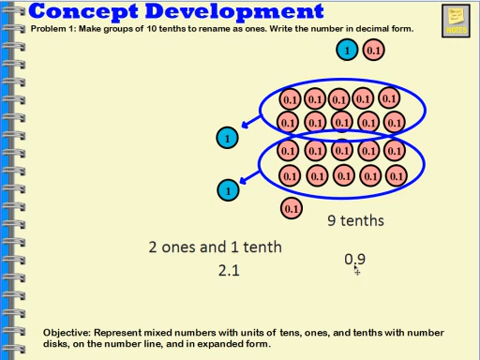 Concept Development
NOTES
Problem 1: Make groups of 10 tenths to rename as ones. Write the number in decimal form.
1 0.1
0.1 0.1 0.1 0.1 0.1
0.1 0.1 0.1 0.1 0.1
1
0.1 0.1 0.1 0.1 0.1
0.1 0.1 0.1 0.1 0.1
1
0.1
9 tenths
2 ones and 1 tenth
0.9
2.1
Objective: Represent mixed numbers with units of tens, ones, and tenths with number
disks, on the number line, and in expanded form.